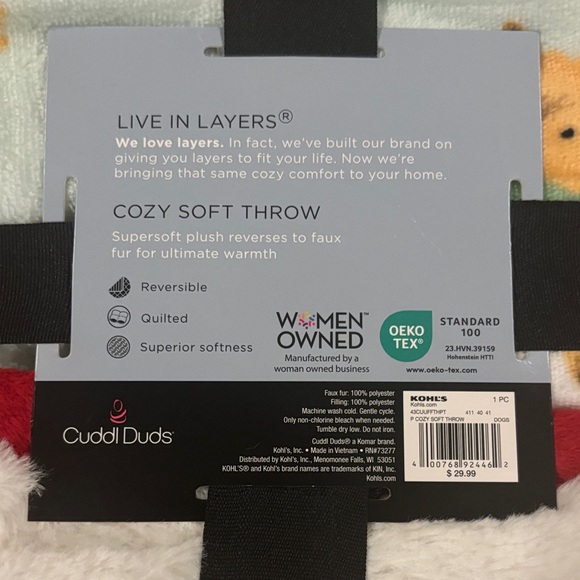 LIVE IN LAYERS®
We love layers. In fact, we've built our brand on
giving you layers to fit your life. Now we're
bringing that same cozy comfort to your home.
COZY SOFT THROW
Supersoft plush reverses to faux
fur for ultimate warmth
Reversible
Quilted
Superior softness
WOMEN™
OWNED
Manufactured by a
woman owned business
OEKO
TEX®
STANDARD
100
23.HVN.39159
Hohenstein HTTI
www.oeko-tex.com
Cuddl Duds®
Faux fur: 100% polyester
Filling: 100% polyester
Machine wash cold. Gentle cycle.
Only non-chlorine bleach when needed.
Tumble dry low. Do not iron.
Cuddl Duds® a Komar brand.
Kohl's, Inc. • Made in Vietnam • RN#73277
Distributed by Kohl's, Inc., Menomonee Falls, WI 53051
KOHL'S® and Kohl's brand names are trademarks of KIN, Inc.
Kohls.com
KOHL'S 1 PC
Kohls.com
43CUUFFTHPT 411 40 41
P COZY SOFT THROW DOGS
4 00768 92446 2
$ 29.99